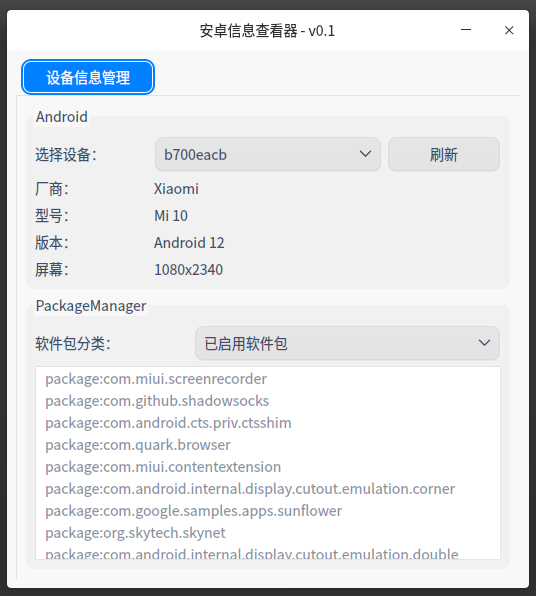 安卓信息查看器 - v0.1
设备信息管理
Android
选择设备： b700eacb 刷新
厂商： Xiaomi
型号： Mi 10
版本： Android 12
屏幕： 1080x2340
PackageManager
软件包分类： 已启用软件包
package:com.miui.screenrecorder
package:com.github.shadowsocks
package:com.android.cts.priv.ctsshim
package:com.quark.browser
package:com.miui.contentextension
package:com.android.internal.display.cutout.emulation.corner
package:com.google.samples.apps.sunflower
package:org.skytech.skynet
package:com.android.internal.display.cutout.emulation.double